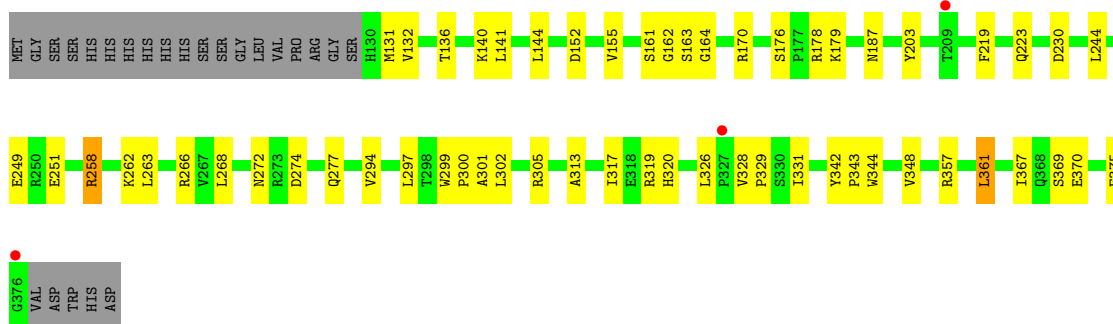 MET GLY SER SER HIS HIS HIS HIS HIS HIS SER SER GLY LEU VAL PRO ARG GLY SER H130 M131 V132 T136 K140 L141 L144 D152 V155 S161 G162 S163 G164 R170 S176 P177 R178 K179 N187 Y203 T209 F219 Q223 D230 L244
E249 R250 E251 R258 K262 L263 R266 V267 L268 N272 R273 D274 Q277 V294 L297 T298 W299 P300 A301 L302 R305 A313 I317 E318 R319 H320 L326 P327 V328 P329 S330 I331 Y342 P343 W344 V348 R357 L361 I367 Q368 S369 E370
G376 VAL ASP TRP HIS ASP